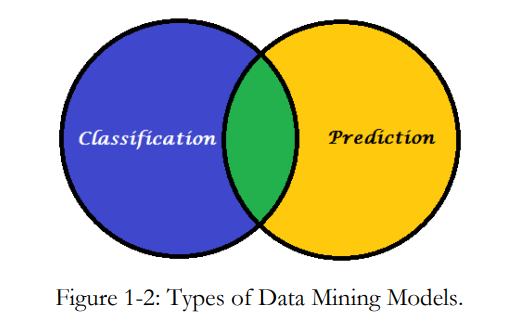 Classification
Prediction
Figure 1-2: Types of Data Mining Models.